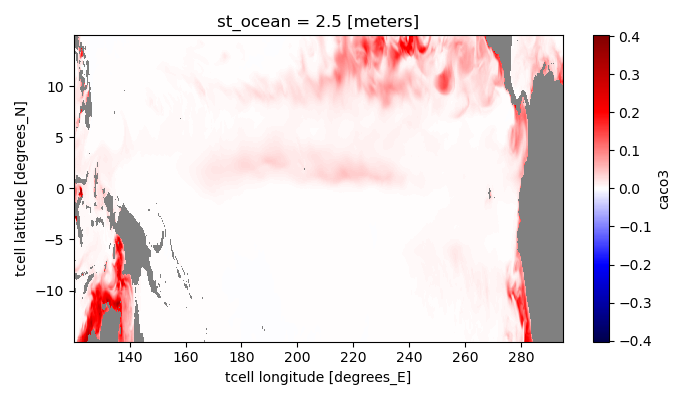 st_ocean = 2.5 [meters]
10
5
0
−5
−10
tcell latitude [degrees_N]
140 160 180 200 220 240 260 280
tcell longitude [degrees_E]
0.4
0.3
0.2
0.1
0.0
−0.1
−0.2
−0.3
−0.4
caco3